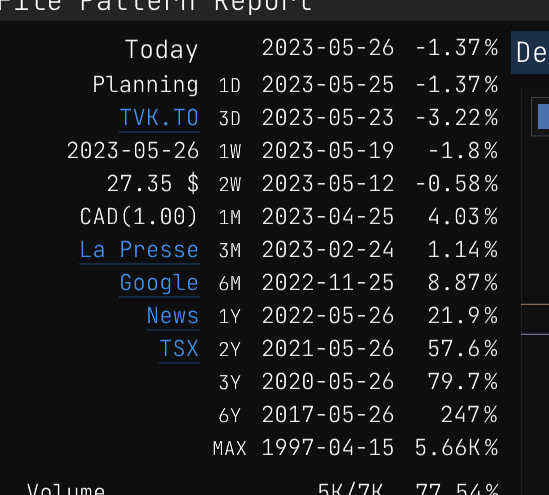 File Pattern Report
Today 2023-05-26 -1.37%
Planning 1D 2023-05-25 -1.37%
TVK.TO 3D 2023-05-23 -3.22%
2023-05-26 1W 2023-05-19 -1.8%
27.35 $ 2W 2023-05-12 -0.58%
CAD(1.00) 1M 2023-04-25 4.03%
La Presse 3M 2023-02-24 1.14%
Google 6M 2022-11-25 8.87%
News 1Y 2022-05-26 21.9%
TSX 2Y 2021-05-26 57.6%
3Y 2020-05-26 79.7%
6Y 2017-05-26 247%
MAX 1997-04-15 5.66K%
Volume 5K/7K 77.54%
De